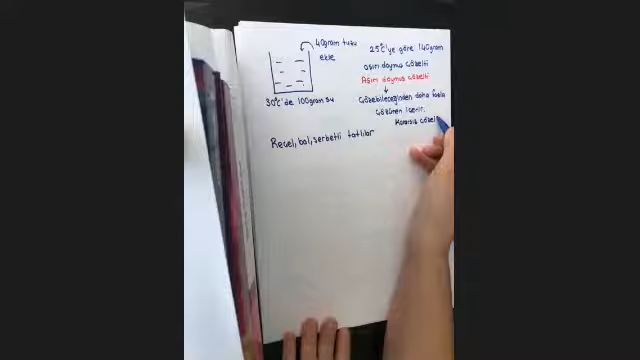 40gram tuzu
ekle
30°C'de 100gram su
25°C'ye göre 140gram
aşırı doymuş çözelti
Aşırı doymuş çözelti
Çözebileceğinden daha fazla
Çözünen içerir.
Kararsız çözel
Reçel, bal, şerbetli tatlılar